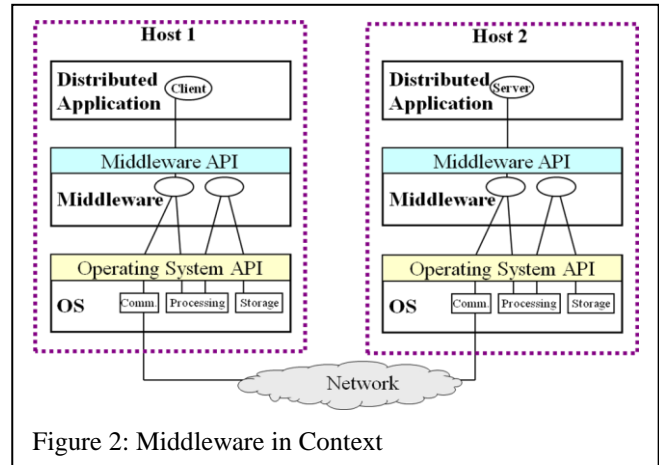 Host 1
Distributed
Application
Client
Middleware API
Middleware
Operating System API
OS
Comm.
Processing
Storage
Host 2
Distributed
Application
Server
Middleware API
Middleware
Operating System API
OS
Comm.
Processing
Storage
Network
Figure 2: Middleware in Context